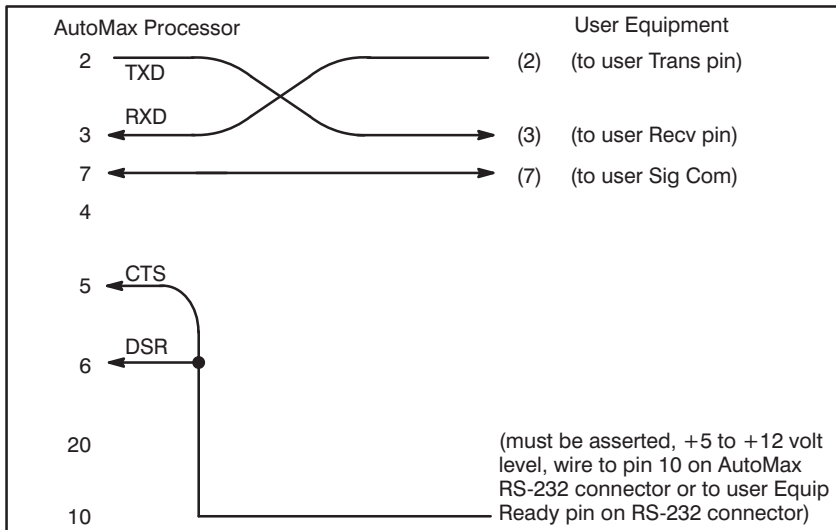 AutoMax Processor User Equipment
2 TXD (2) (to user Trans pin)
3 RXD (3) (to user Recv pin)
7 (7) (to user Sig Com)
4
5 CTS
6 DSR
20
10
(must be asserted, +5 to +12 volt
level, wire to pin 10 on AutoMax
RS-232 connector or to user Equip
Ready pin on RS-232 connector)